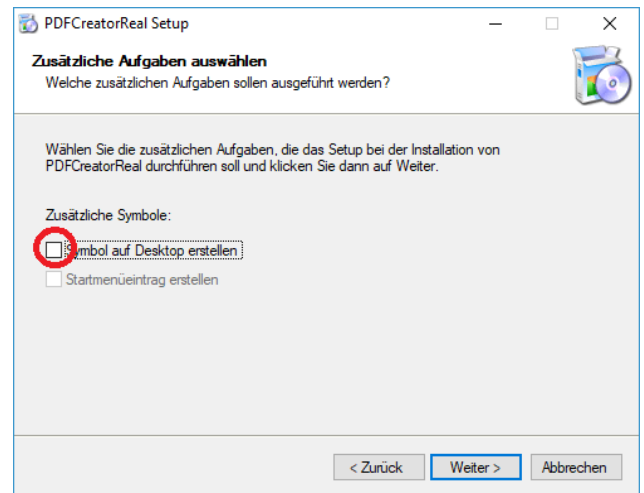 PDFCreatorReal Setup
Zusätzliche Aufgaben auswählen
Welche zusätzlichen Aufgaben sollen ausgeführt werden?
Wählen Sie die zusätzlichen Aufgaben, die das Setup bei der Installation von
PDFCreatorReal durchführen soll und klicken Sie dann auf Weiter.
Zusätzliche Symbole:
Symbol auf Desktop erstellen
Startmenüeintrag erstellen
< Zurück Weiter > Abbrechen